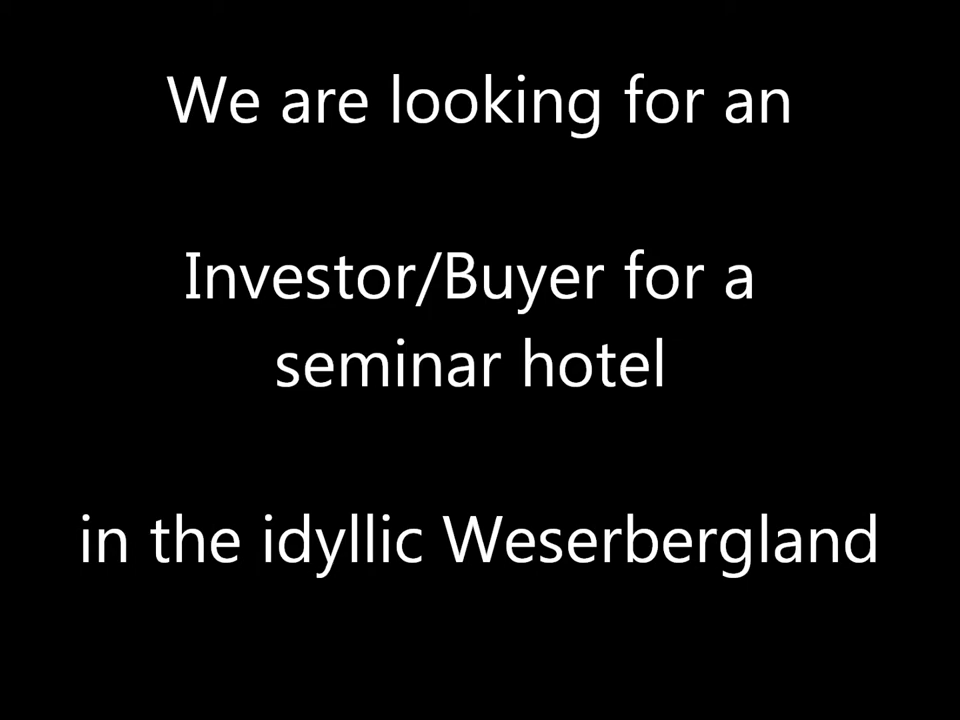 We are looking for an
Investor/Buyer for a
seminar hotel
in the idyllic Weserbergland